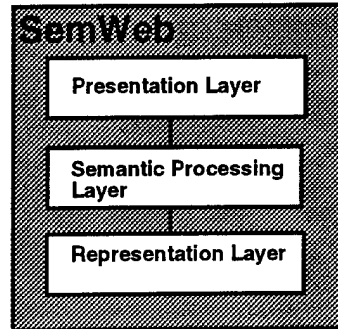 SemWeb
Presentation Layer
Semantic Processing
Layer
Representation Layer